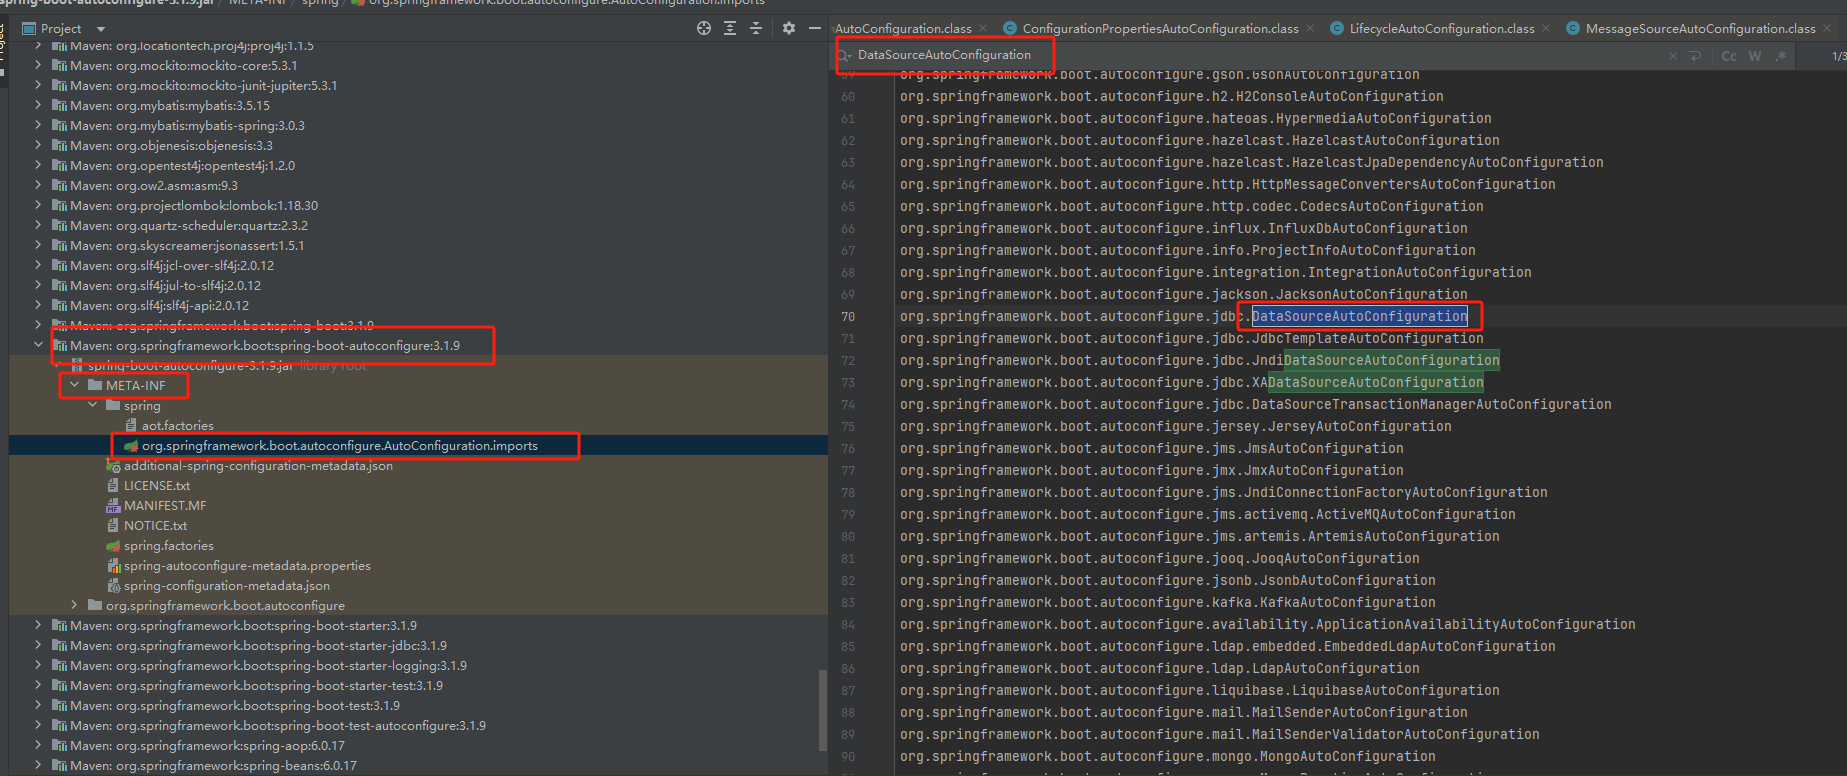 spring-boot-autoconfigure-3.1.9.jar / META-INF / spring / org.springframework.boot.autoconfigure.AutoConfiguration.imports
Project
Project
Maven: org.locationtech.proj4j:proj4j:1.1.5
Maven: org.mockito:mockito-core:5.3.1
Maven: org.mockito:mockito-junit-jupiter:5.3.1
Maven: org.mybatis:mybatis:3.5.15
Maven: org.mybatis:mybatis-spring:3.0.3
Maven: org.objenesis:objenesis:3.3
Maven: org.opentest4j:opentest4j:1.2.0
Maven: org.ow2.asm:asm:9.3
Maven: org.projectlombok:lombok:1.18.30
Maven: org.quartz-scheduler:quartz:2.3.2
Maven: org.skyscreamer:jsonassert:1.5.1
Maven: org.slf4j:jcl-over-slf4j:2.0.12
Maven: org.slf4j:jul-to-slf4j:2.0.12
Maven: org.slf4j:slf4j-api:2.0.12
Maven: org.springframework.boot:spring-boot:3.1.9
Maven: org.springframework.boot:spring-boot-autoconfigure:3.1.9
spring-boot-autoconfigure-3.1.9.jar library root
META-INF
spring
aot.factories
org.springframework.boot.autoconfigure.AutoConfiguration.imports
additional-spring-configuration-metadata.json
LICENSE.txt
MANIFEST.MF
NOTICE.txt
spring.factories
spring-autoconfigure-metadata.properties
spring-configuration-metadata.json
org.springframework.boot.autoconfigure
Maven: org.springframework.boot:spring-boot-starter:3.1.9
Maven: org.springframework.boot:spring-boot-starter-jdbc:3.1.9
Maven: org.springframework.boot:spring-boot-starter-logging:3.1.9
Maven: org.springframework.boot:spring-boot-starter-test:3.1.9
Maven: org.springframework.boot:spring-boot-test:3.1.9
Maven: org.springframework.boot:spring-boot-test-autoconfigure:3.1.9
Maven: org.springframework:spring-aop:6.0.17
Maven: org.springframework:spring-beans:6.0.17
AutoConfiguration.class ConfigurationPropertiesAutoConfiguration.class LifecycleAutoConfiguration.class MessageSourceAutoConfiguration.class
DataSourceAutoConfiguration Cc W .* 1/3
59 org.springframework.boot.autoconfigure.gson.GsonAutoConfiguration
60 org.springframework.boot.autoconfigure.h2.H2ConsoleAutoConfiguration
61 org.springframework.boot.autoconfigure.hateoas.HypermediaAutoConfiguration
62 org.springframework.boot.autoconfigure.hazelcast.HazelcastAutoConfiguration
63 org.springframework.boot.autoconfigure.hazelcast.HazelcastJpaDependencyAutoConfiguration
64 org.springframework.boot.autoconfigure.http.HttpMessageConvertersAutoConfiguration
65 org.springframework.boot.autoconfigure.http.codec.CodecsAutoConfiguration
66 org.springframework.boot.autoconfigure.influx.InfluxDbAutoConfiguration
67 org.springframework.boot.autoconfigure.info.ProjectInfoAutoConfiguration
68 org.springframework.boot.autoconfigure.integration.IntegrationAutoConfiguration
69 org.springframework.boot.autoconfigure.jackson.JacksonAutoConfiguration
70 org.springframework.boot.autoconfigure.jdbc.DataSourceAutoConfiguration
71 org.springframework.boot.autoconfigure.jdbc.JdbcTemplateAutoConfiguration
72 org.springframework.boot.autoconfigure.jdbc.JndiDataSourceAutoConfiguration
73 org.springframework.boot.autoconfigure.jdbc.XADataSourceAutoConfiguration
74 org.springframework.boot.autoconfigure.jdbc.DataSourceTransactionManagerAutoConfiguration
75 org.springframework.boot.autoconfigure.jersey.JerseyAutoConfiguration
76 org.springframework.boot.autoconfigure.jms.JmsAutoConfiguration
77 org.springframework.boot.autoconfigure.jmx.JmxAutoConfiguration
78 org.springframework.boot.autoconfigure.jms.JndiConnectionFactoryAutoConfiguration
79 org.springframework.boot.autoconfigure.jms.activemq.ActiveMQAutoConfiguration
80 org.springframework.boot.autoconfigure.jms.artemis.ArtemisAutoConfiguration
81 org.springframework.boot.autoconfigure.jooq.JooqAutoConfiguration
82 org.springframework.boot.autoconfigure.jsonb.JsonbAutoConfiguration
83 org.springframework.boot.autoconfigure.kafka.KafkaAutoConfiguration
84 org.springframework.boot.autoconfigure.availability.ApplicationAvailabilityAutoConfiguration
85 org.springframework.boot.autoconfigure.ldap.embedded.EmbeddedLdapAutoConfiguration
86 org.springframework.boot.autoconfigure.ldap.LdapAutoConfiguration
87 org.springframework.boot.autoconfigure.liquibase.LiquibaseAutoConfiguration
88 org.springframework.boot.autoconfigure.mail.MailSenderAutoConfiguration
89 org.springframework.boot.autoconfigure.mail.MailSenderValidatorAutoConfiguration
90 org.springframework.boot.autoconfigure.mongo.MongoAutoConfiguration